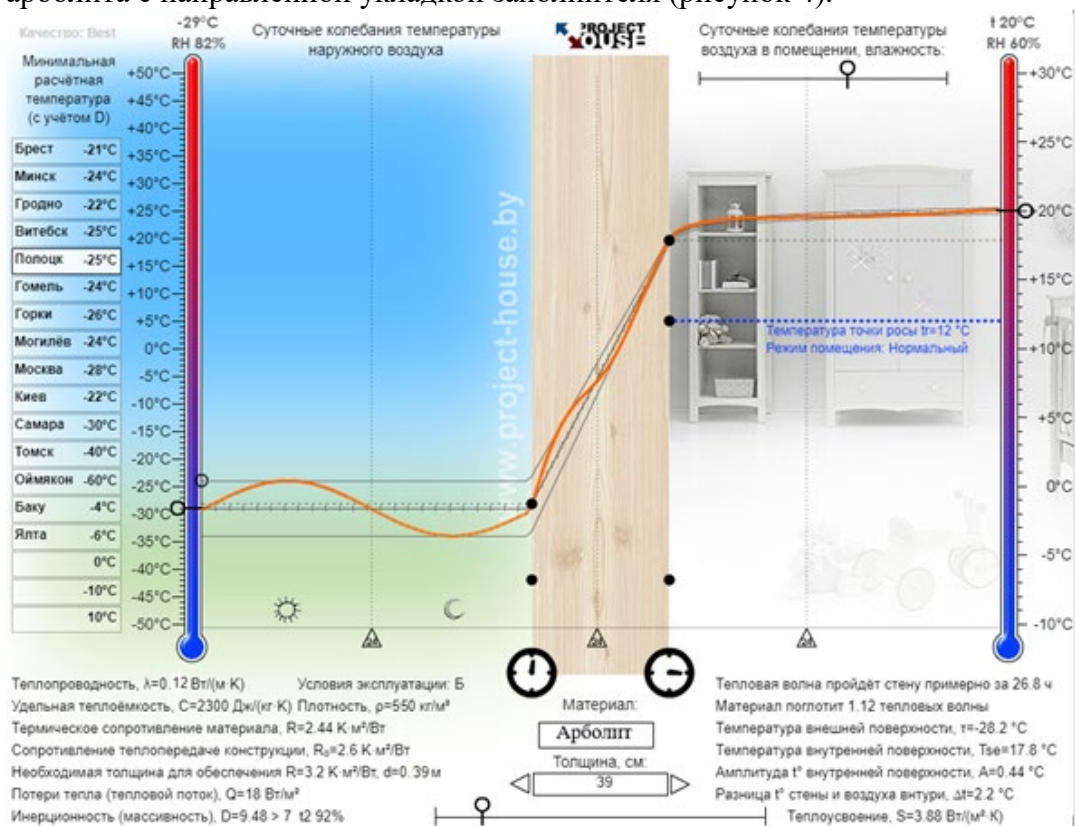 арболита с направленной укладкой заполнителя (рисунок 4).
Качество: Best
-29°C
RH 82%
Суточные колебания температуры
наружного воздуха
PROJECT
HOUSE
Суточные колебания температуры
воздуха в помещении, влажность:
t 20°C
RH 60%
Минимальная
расчётная
температура
(с учётом D)
Брест -21°C
Минск -24°C
Гродно -22°C
Витебск -25°C
Полоцк -25°C
Гомель -24°C
Горки -26°C
Могилёв -24°C
Москва -28°C
Киев -22°C
Самара -30°C
Томск -40°C
Оймякон -60°C
Баку -4°C
Ялта -6°C
0°C
-10°C
10°C
+50°C
+45°C
+40°C
+35°C
+30°C
+25°C
+20°C
+15°C
+10°C
+5°C
0°C
-5°C
-10°C
-15°C
-20°C
-25°C
-30°C
-35°C
-40°C
-45°C
-50°C
www.project-house.by
Температура точки росы tr=12 °C
Режим помещения: Нормальный
+30°C
+25°C
+20°C
+15°C
+10°C
+5°C
0°C
-5°C
-10°C
24
24
24
Теплопроводность, λ=0.12 Вт/(м·К) Условия эксплуатации: Б
Удельная теплоёмкость, С=2300 Дж/(кг·К) Плотность, ρ=550 кг/м³
Термическое сопротивление материала, R=2.44 К·м²/Вт
Сопротивление теплопередаче конструкции, R₀=2.6 К·м²/Вт
Необходимая толщина для обеспечения R=3.2 К·м²/Вт, d=0.39 м
Потери тепла (тепловой поток), Q=18 Вт/м²
Инерционность (массивность), D=9.48 > 7 t2 92%
Материал:
Арболит
Толщина, см:
39
Тепловая волна пройдёт стену примерно за 26.8 ч
Материал поглотит 1.12 тепловых волны
Температура внешней поверхности, τ=-28.2 °C
Температура внутренней поверхности, Tse=17.8 °C
Амплитуда t° внутренней поверхности, A=0.44 °C
Разница t° стены и воздуха внтури, Δt=2.2 °C
Теплоусвоение, S=3.88 Вт/(м²·К)